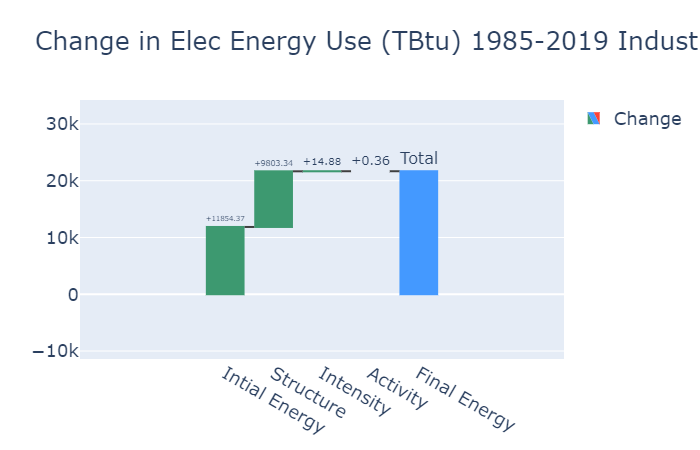 Change in Elec Energy Use (TBtu) 1985-2019 Indust
Change
30k
20k
10k
0
−10k
+11854.37
+9803.34
+14.88
+0.36
Total
Intial Energy
Structure
Intensity
Activity
Final Energy